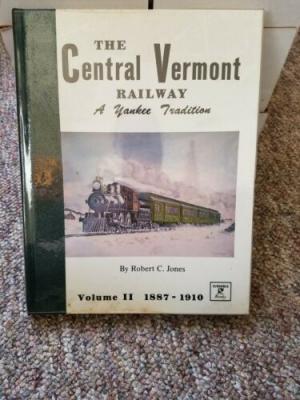 THE
Central Vermont
RAILWAY
A Yankee Tradition
By Robert C. Jones
Volume II 1887-1910